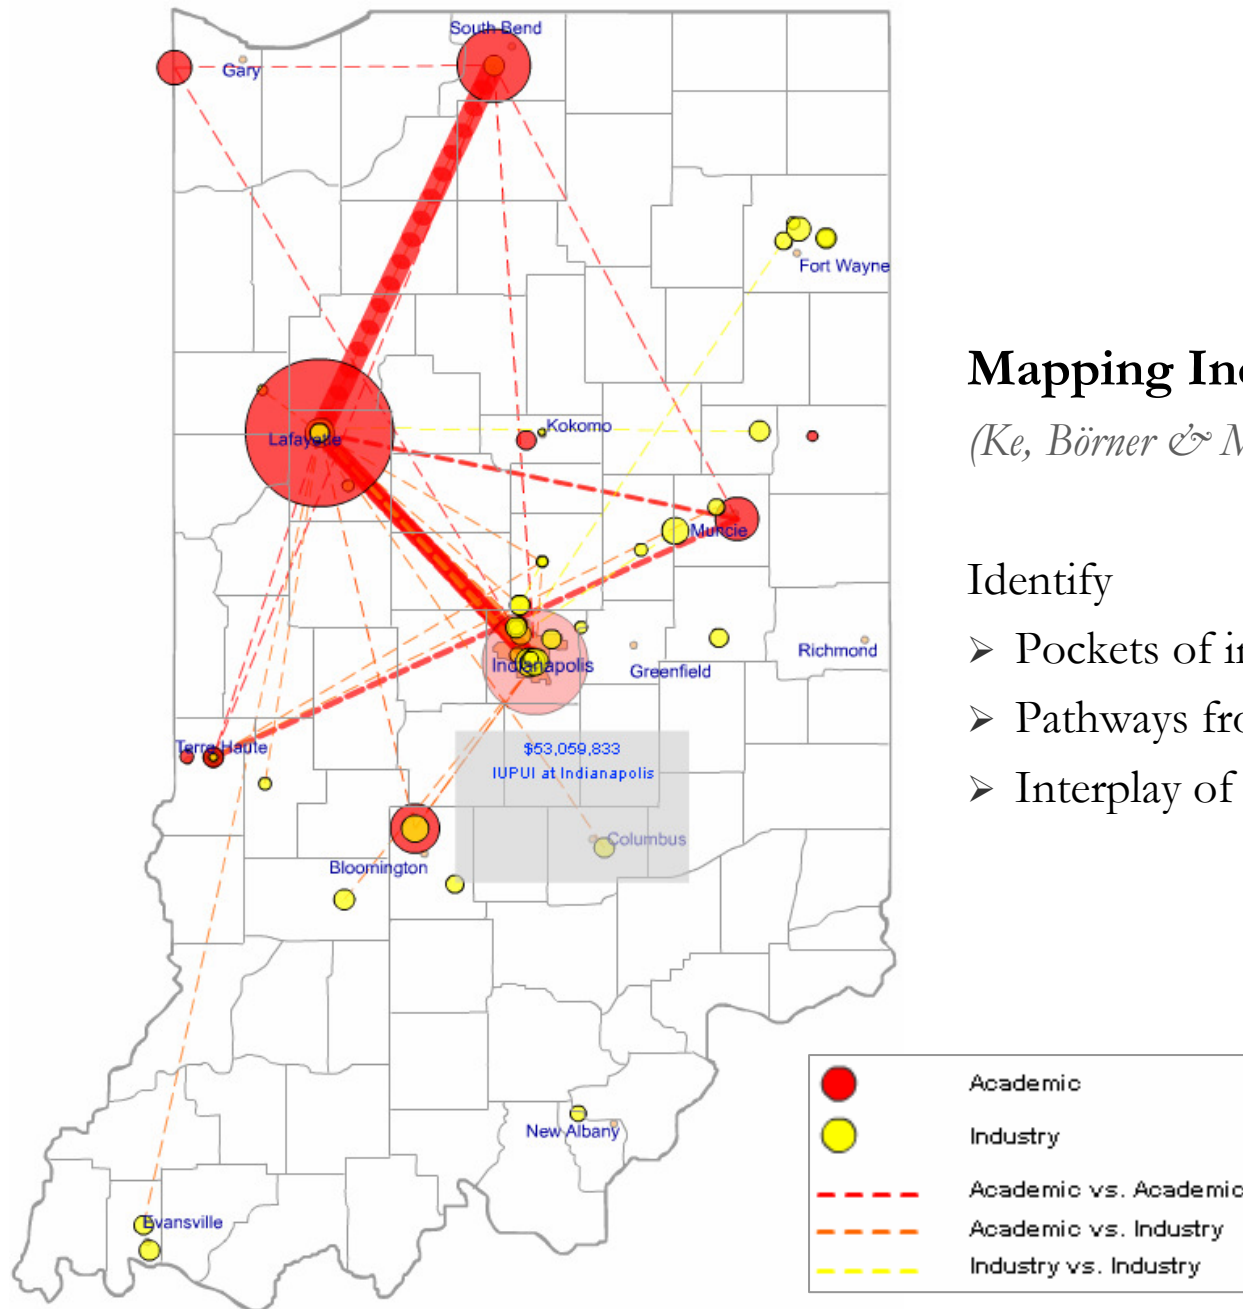 South Bend
Gary
Fort Wayne
Lafayette
Kokomo
Muncie
Indianapolis
Greenfield
Richmond
Terre Haute
$53,059,833
IUPUI at Indianapolis
Columbus
Bloomington
New Albany
Evansville
Mapping In
(Ke, Börner & M
Identify
➢ Pockets of i
➢ Pathways fro
➢ Interplay of
Academic
Industry
Academic vs. Academic
Academic vs. Industry
Industry vs. Industry